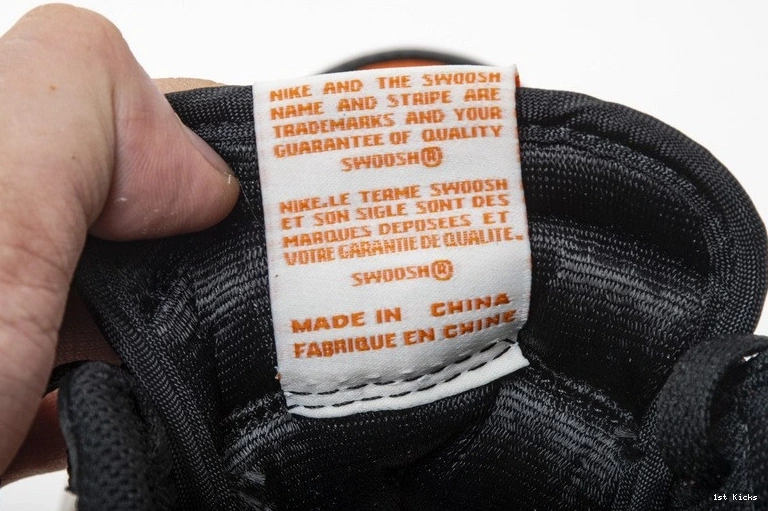 NIKE AND THE SWOOSH
NAME AND STRIPE ARE
TRADEMARKS AND YOUR
GUARANTEE OF QUALITY
SWOOSH®
NIKE.LE TERME SWOOSH
ET SON SIGLE SONT DES
MARQUES DEPOSEES ET
VOTRE GARANTIE DE QUALITE.
SWOOSH®
MADE IN CHINA
FABRIQUE EN CHINE
1st Kicks